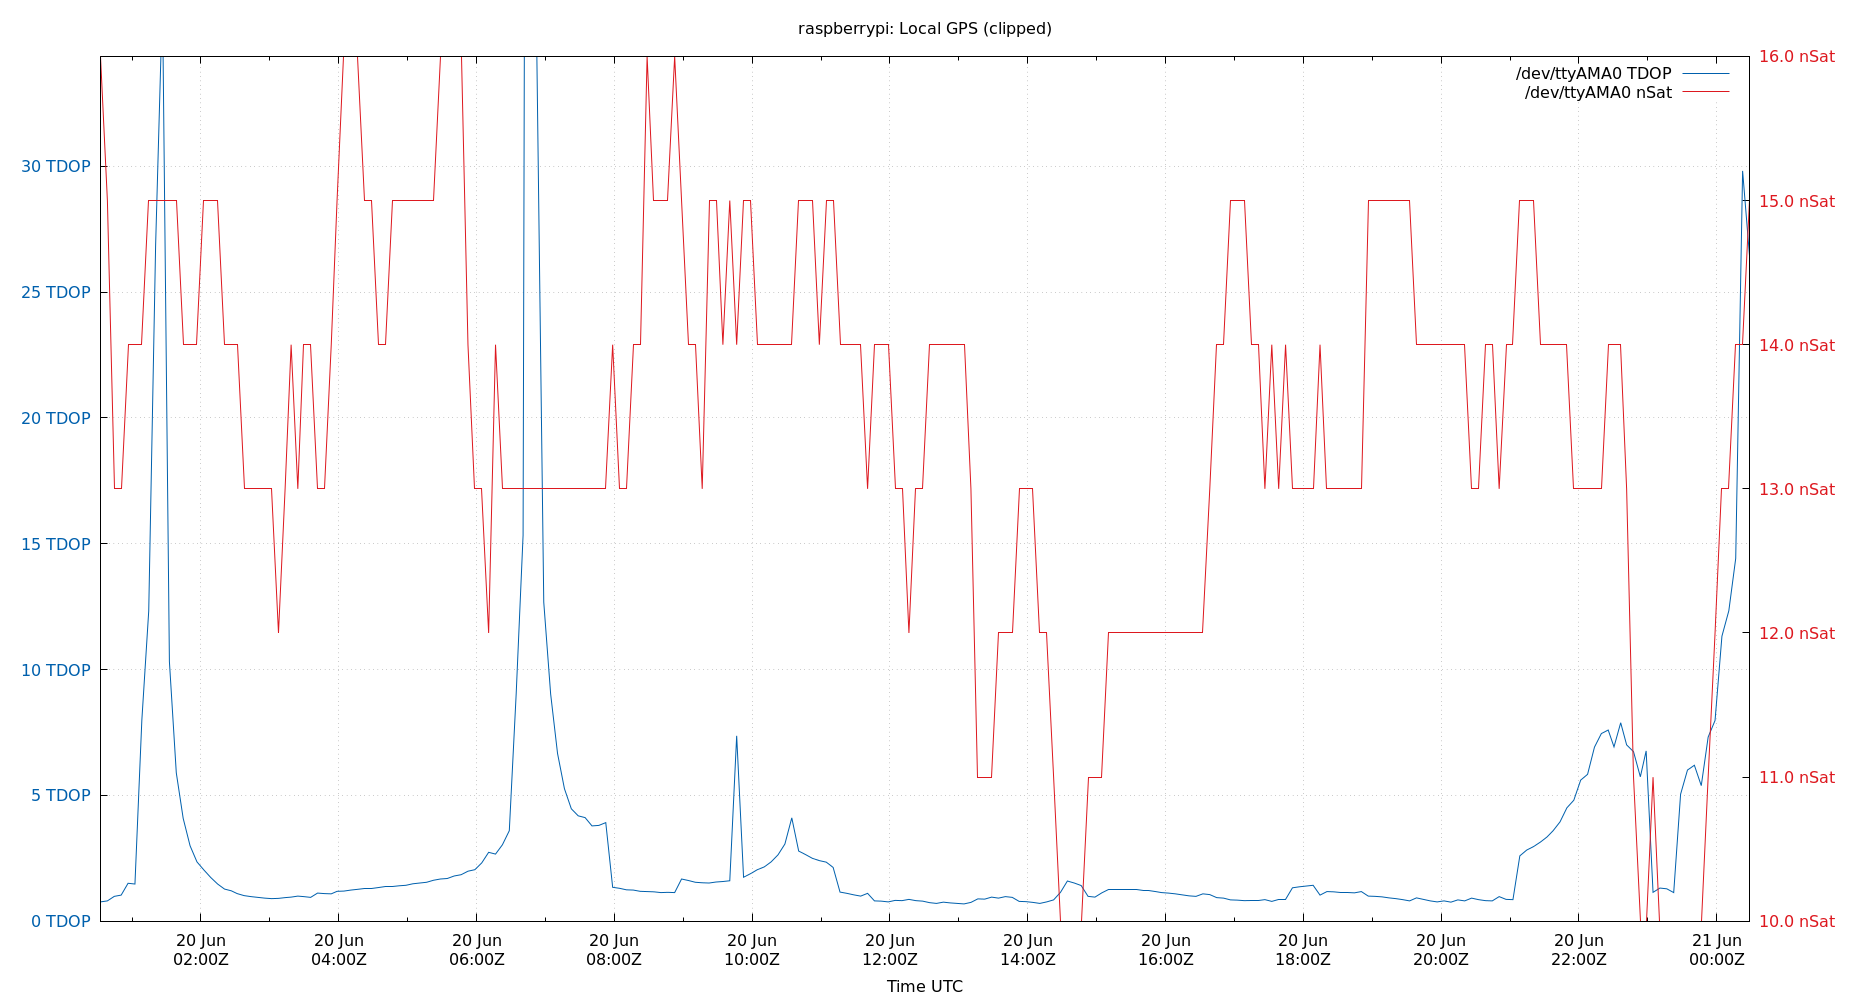 raspberrypi: Local GPS (clipped)
/dev/ttyAMA0 TDOP
/dev/ttyAMA0 nSat
30 TDOP
25 TDOP
20 TDOP
15 TDOP
10 TDOP
5 TDOP
0 TDOP
16.0 nSat
15.0 nSat
14.0 nSat
13.0 nSat
12.0 nSat
11.0 nSat
10.0 nSat
20 Jun
02:00Z
20 Jun
04:00Z
20 Jun
06:00Z
20 Jun
08:00Z
20 Jun
10:00Z
20 Jun
12:00Z
20 Jun
14:00Z
20 Jun
16:00Z
20 Jun
18:00Z
20 Jun
20:00Z
20 Jun
22:00Z
21 Jun
00:00Z
Time UTC